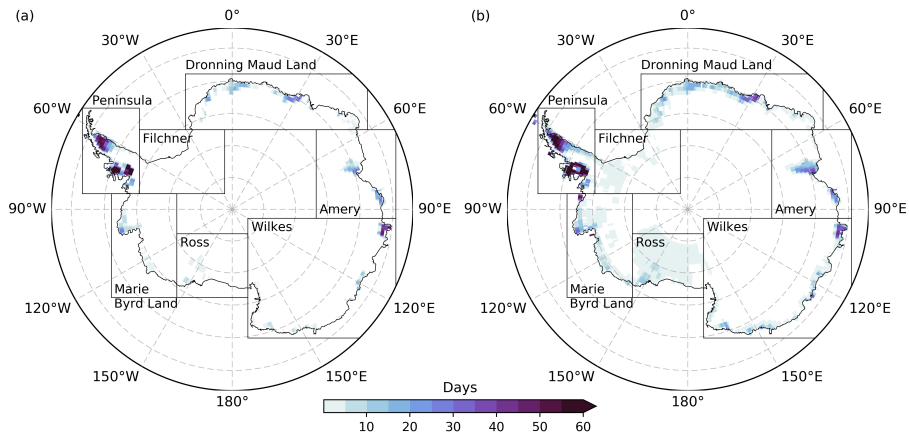 (a)
0°
30°W
30°E
Dronning Maud Land
60°W
Peninsula
60°E
Filchner
90°W
Amery
90°E
Wilkes
Ross
Marie
Byrd Land
120°W
120°E
150°W
150°E
180°
(b)
0°
30°W
30°E
Dronning Maud Land
60°W
Peninsula
60°E
Filchner
90°W
Amery
90°E
Wilkes
Ross
Marie
Byrd Land
120°W
120°E
150°W
150°E
180°
Days
10 20 30 40 50 60